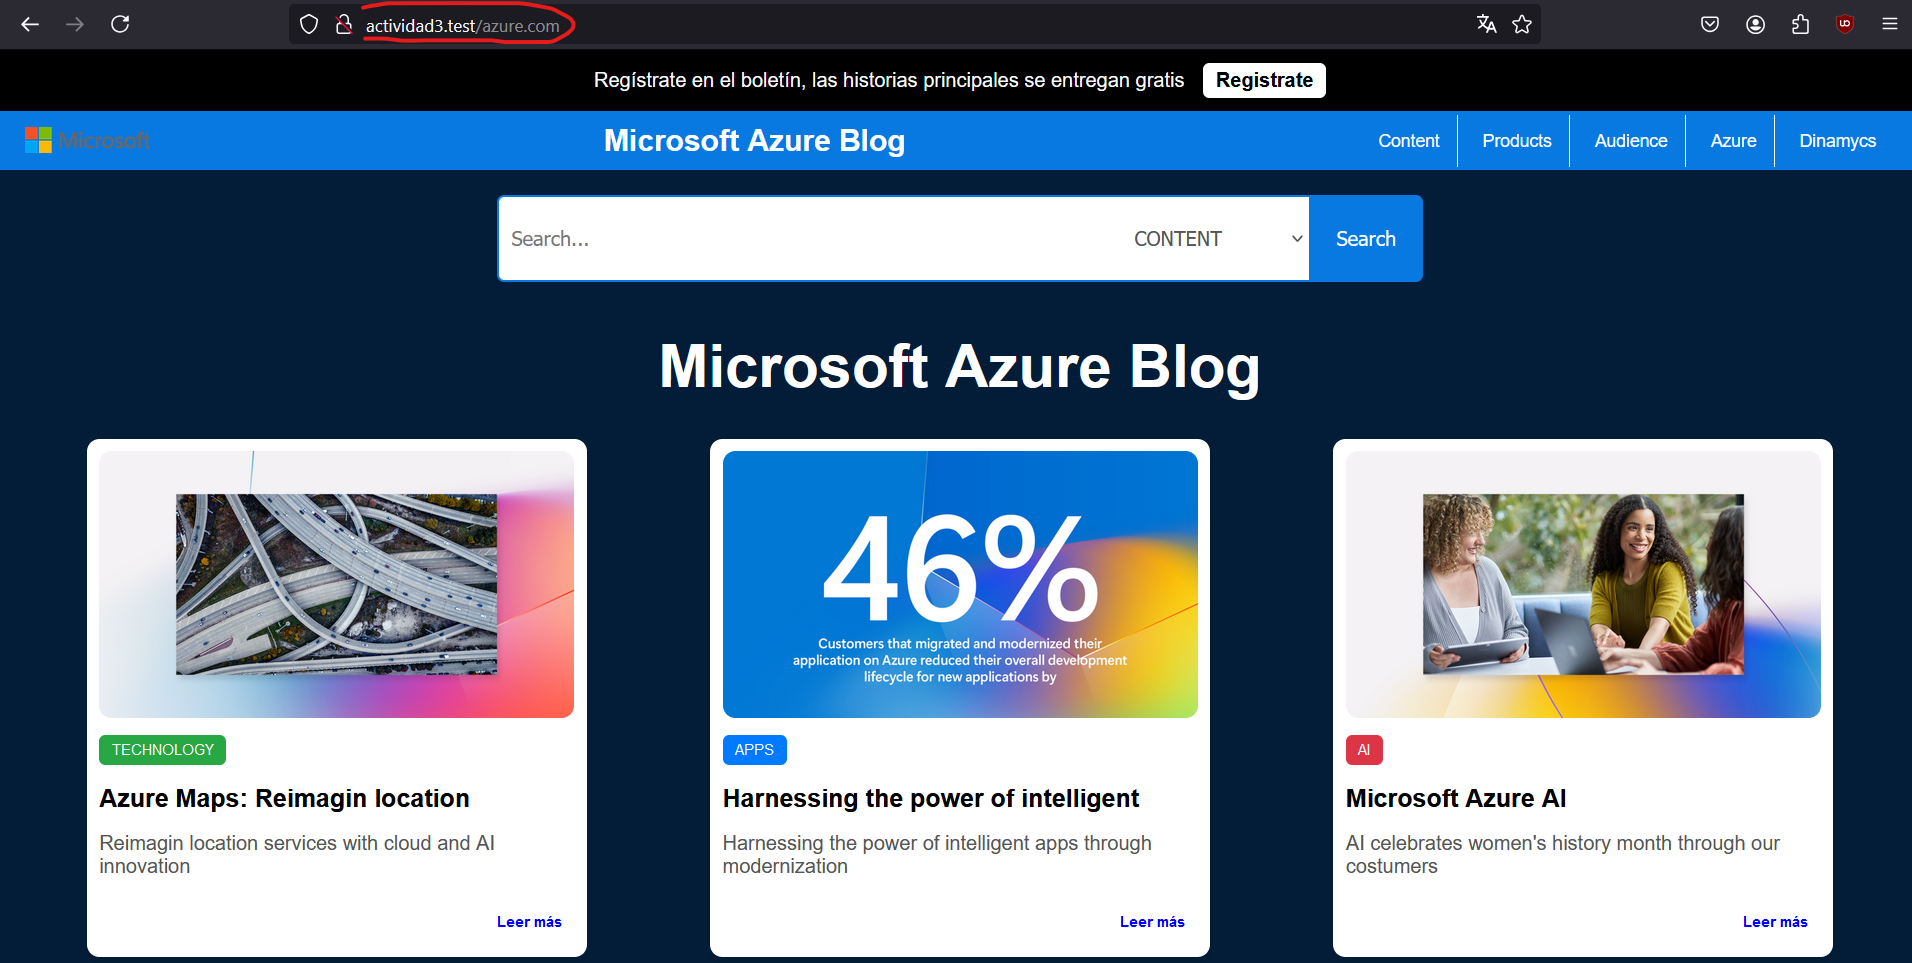 actividad3.test/azure.com
Regístrate en el boletín, las historias principales se entregan gratis Registrate
Microsoft Microsoft Azure Blog Content Products Audience Azure Dinamycs
Search... CONTENT Search
Microsoft Azure Blog
46%
Customers that migrated and modernized their
application on Azure reduced their overall development
lifecycle for new applications by
TECHNOLOGY
Azure Maps: Reimagin location
Reimagin location services with cloud and AI
innovation
Leer más
APPS
Harnessing the power of intelligent
Harnessing the power of intelligent apps through
modernization
Leer más
AI
Microsoft Azure AI
AI celebrates women's history month through our
costumers
Leer más